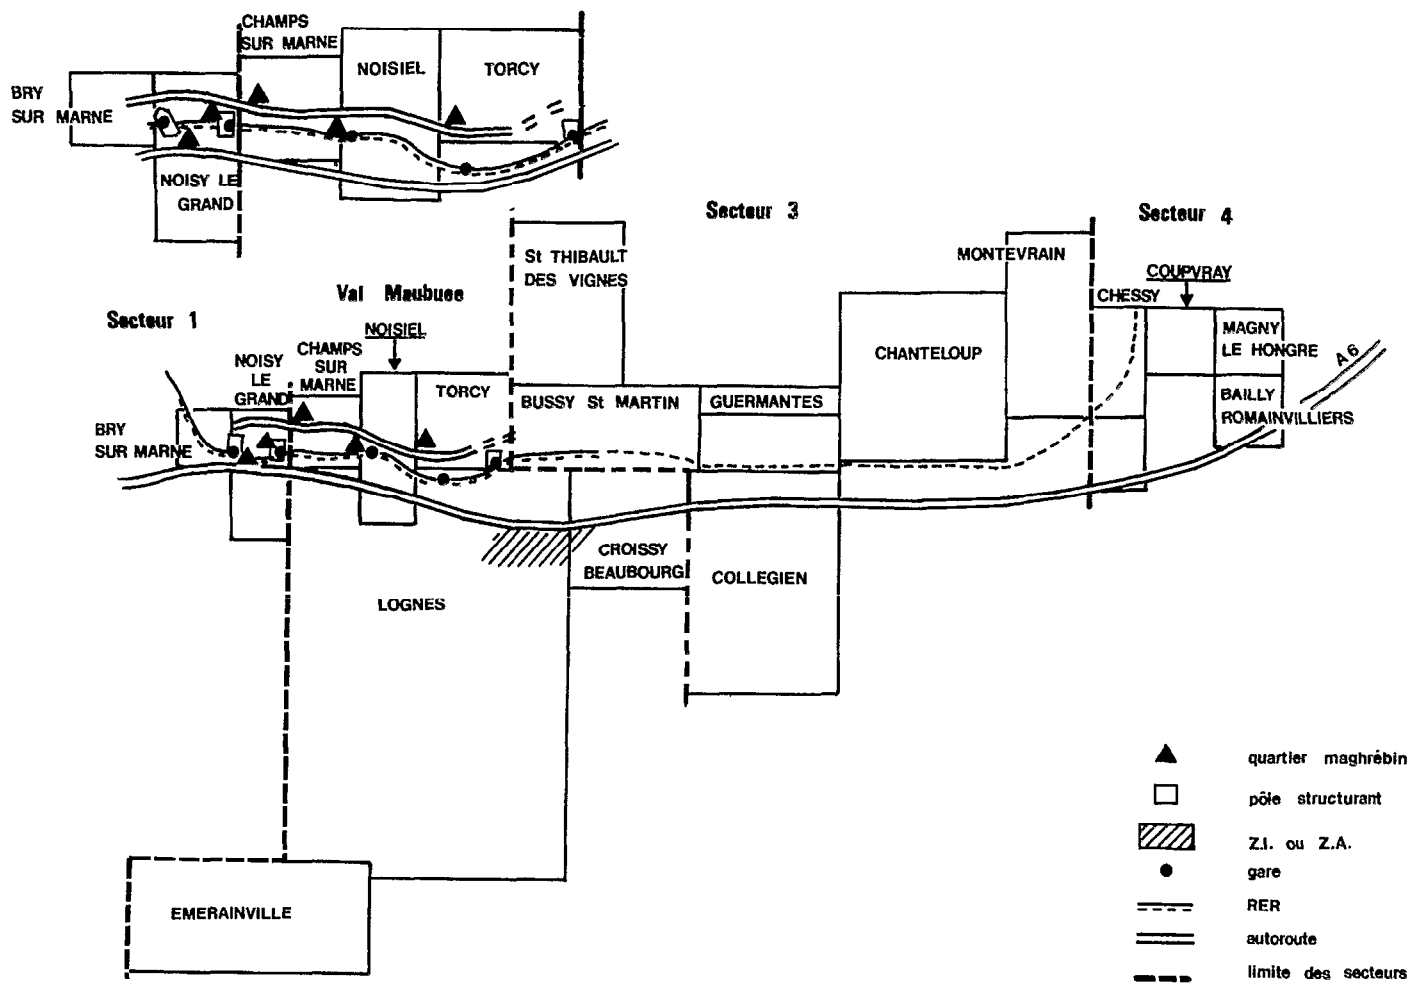 CHAMPS
SUR MARNE
NOISIEL
TORCY
BRY
SUR MARNE
NOISY LE
GRAND
Secteur 3
Secteur 4
St THIBAULT
DES VIGNES
MONTEVRAIN
COUPVRAY
CHESSY
Val Maubuee
Secteur 1
NOISIEL
MAGNY
LE HONGRE
A 6
CHAMPS
SUR
MARNE
NOISY
LE
GRAND
CHANTELOUP
TORCY
BUSSY St MARTIN
GUERMANTES
BAILLY
ROMAINVILLIERS
BRY
SUR MARNE
CROISSY
BEAUBOURG
COLLEGIEN
LOGNES
EMERAINVILLE
quartier maghrébin
pôle structurant
Z.I. ou Z.A.
gare
RER
autoroute
limite des secteurs